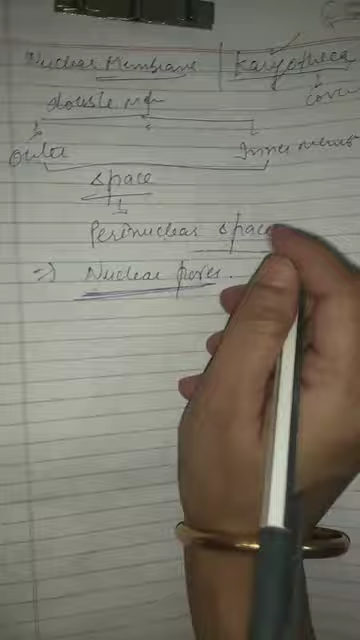 Nuclear Membrane | Karyotheca
double
Outer Inner
space
Perinuclear space
=> Nuclear pores.